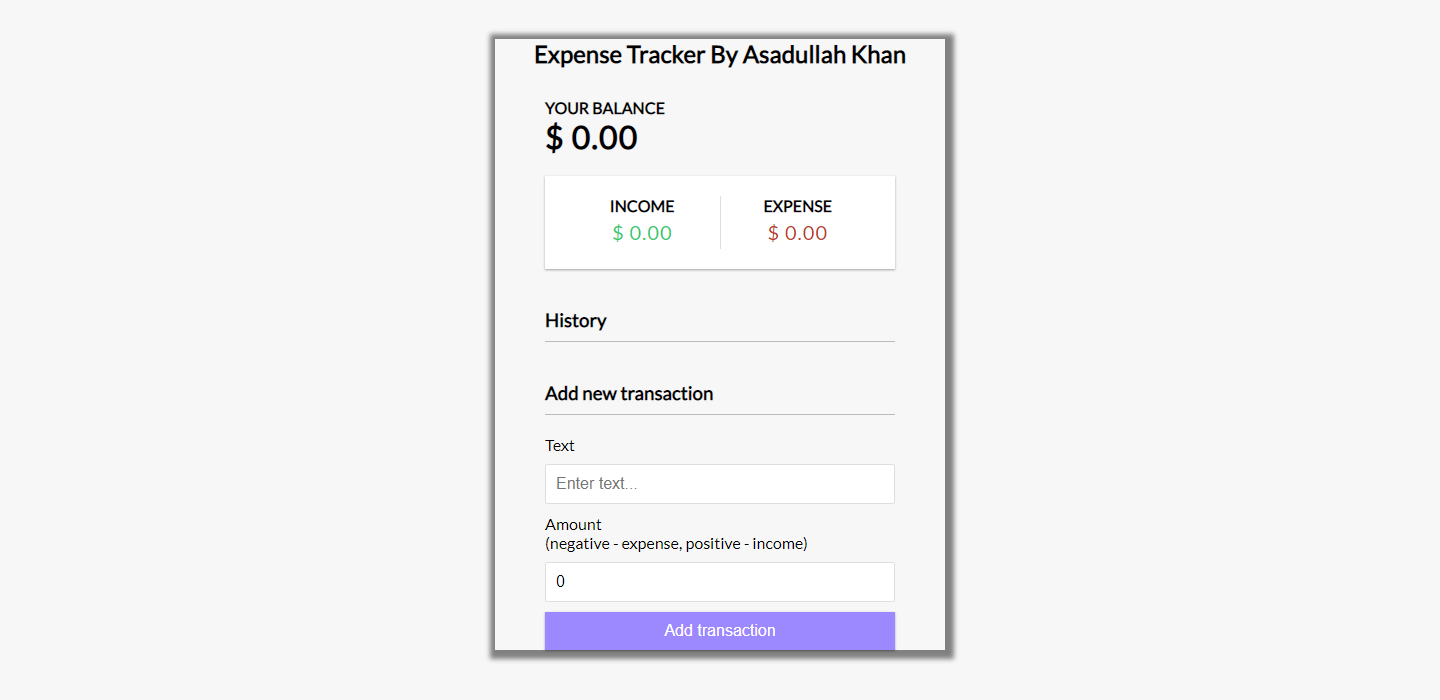 Expense Tracker By Asadullah Khan
YOUR BALANCE
$ 0.00
INCOME
$ 0.00
EXPENSE
$ 0.00
History
Add new transaction
Text
Enter text...
Amount
(negative - expense, positive - income)
0
Add transaction